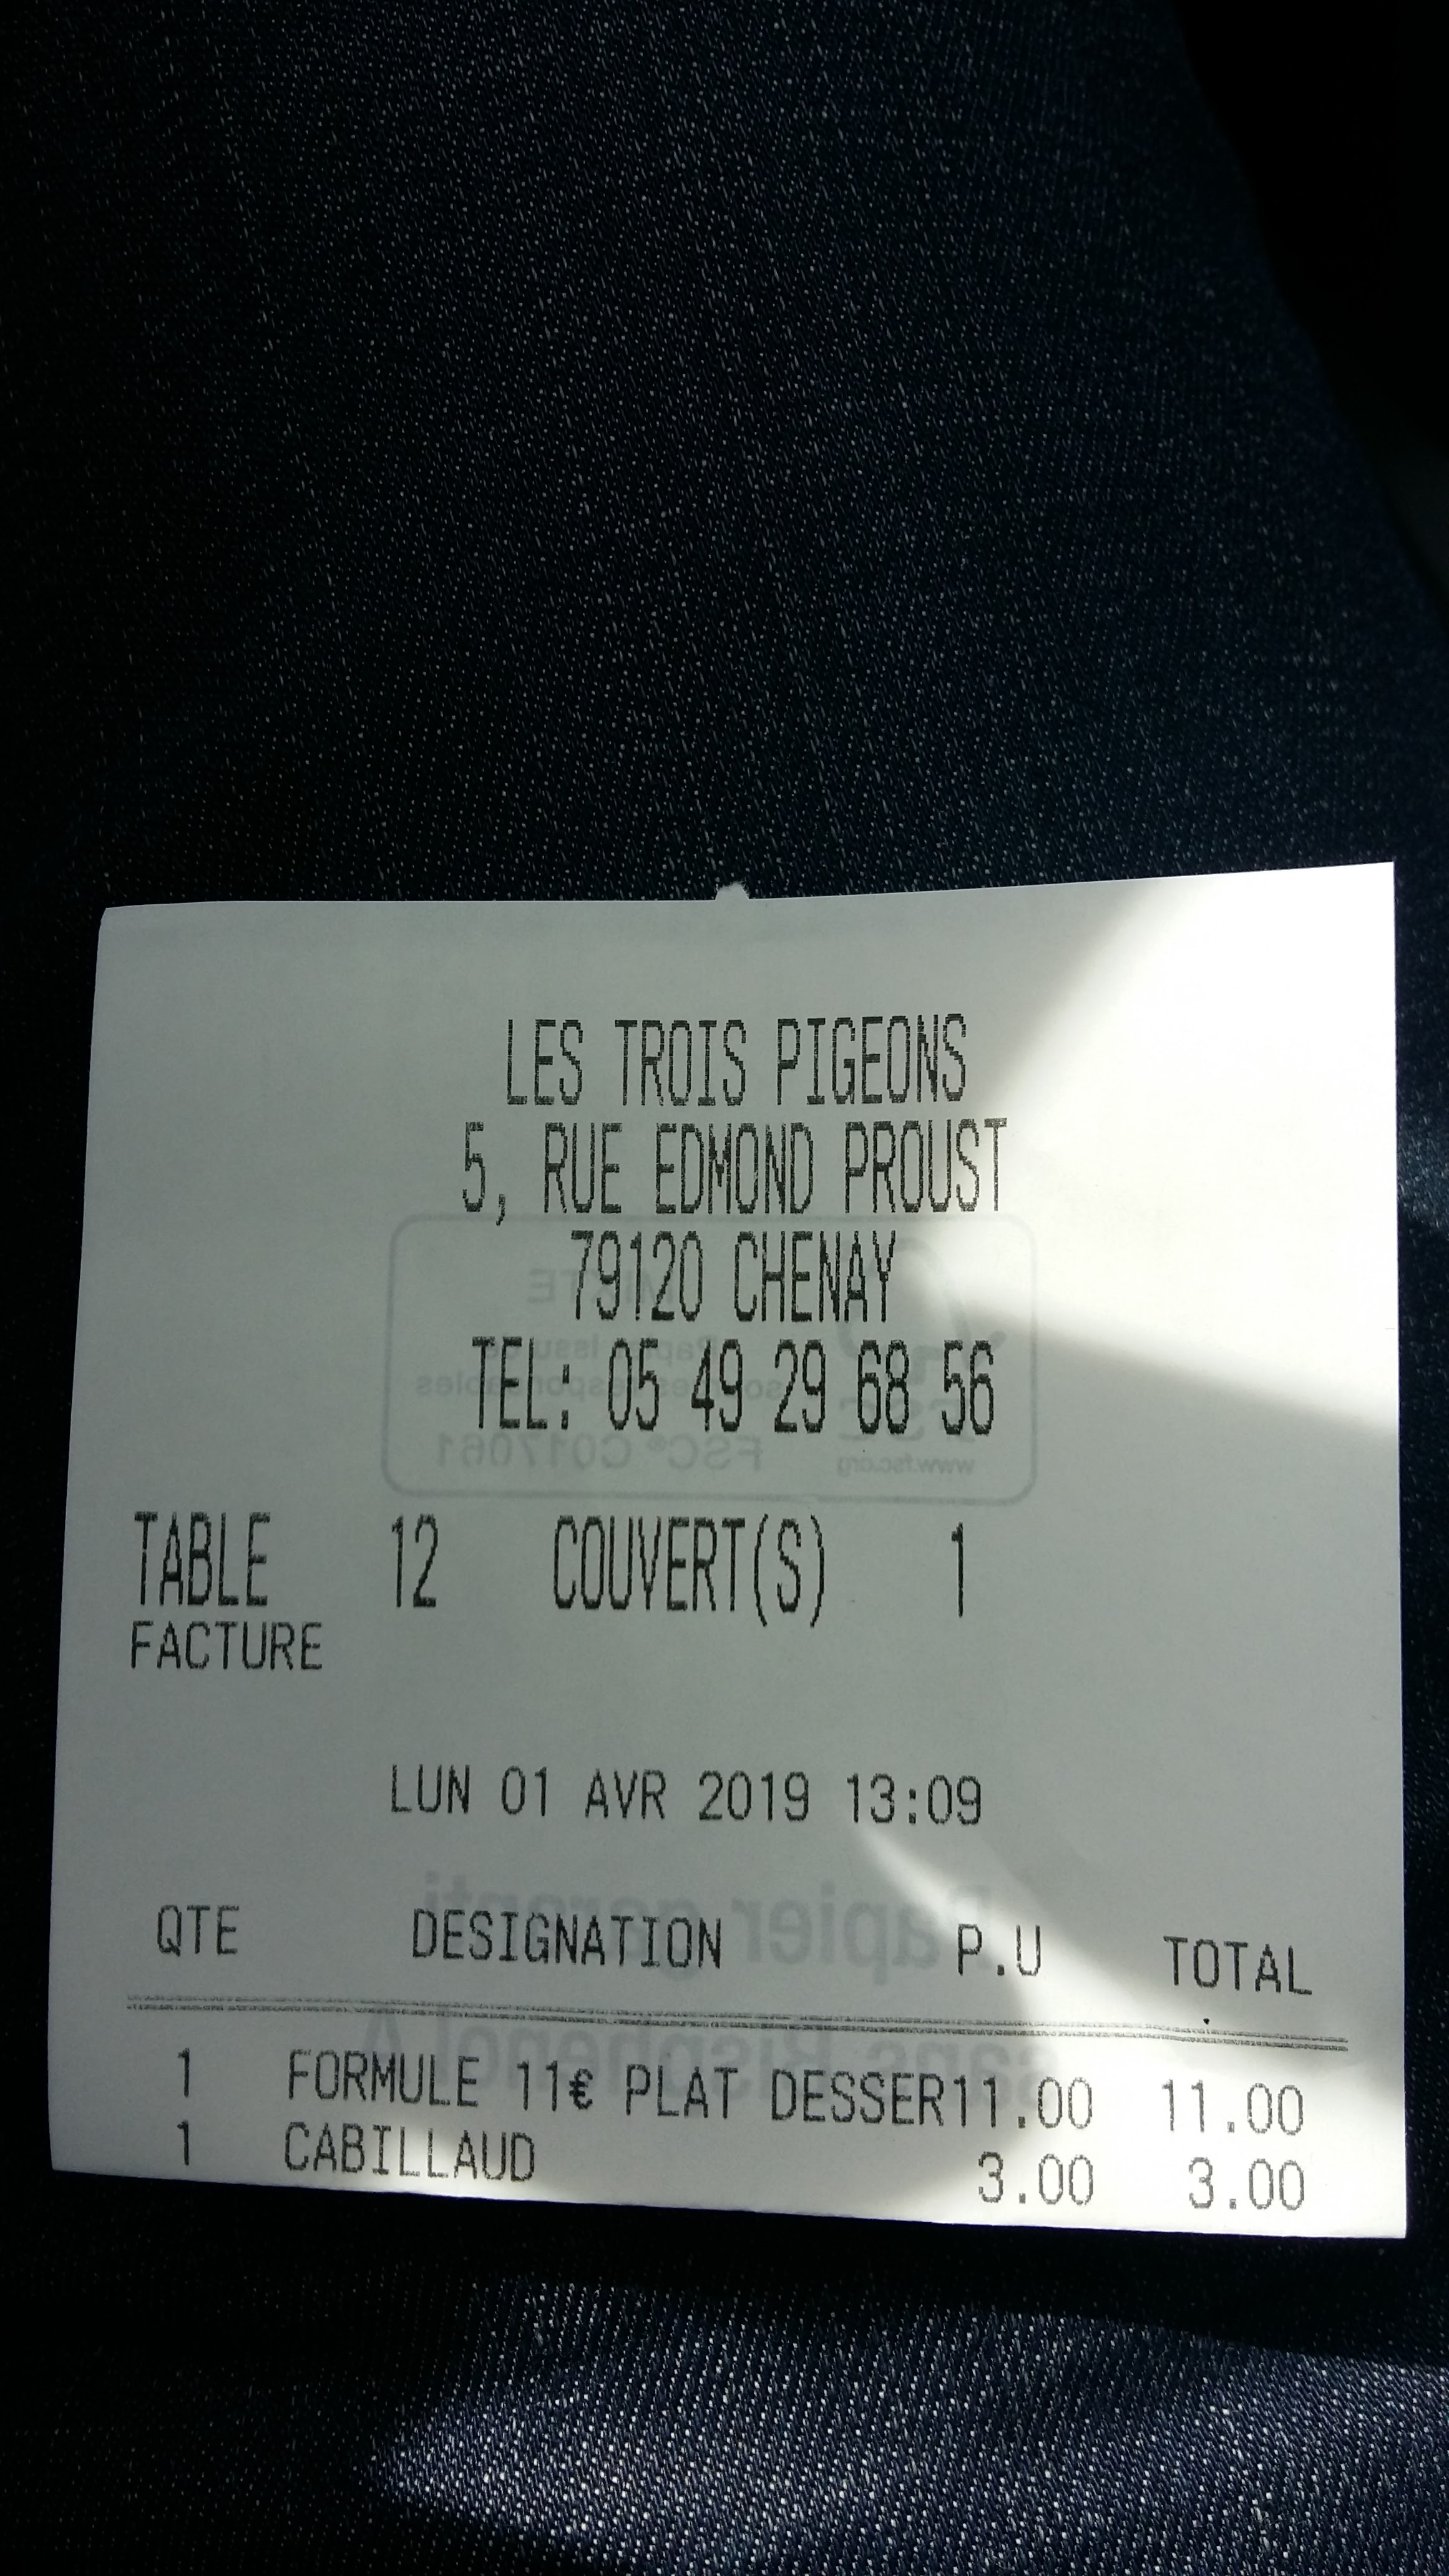 LES TROIS PIGEONS
5, RUE EDMOND PROUST
79120 CHENAY
TEL: 05 49 29 68 56
TABLE 12 COUVERT(S) 1
FACTURE
LUN 01 AVR 2019 13:09
QTE DESIGNATION P.U TOTAL
1 FORMULE 11€ PLAT DESSER11.00 11.00
1 CABILLAUD 3.00 3.00